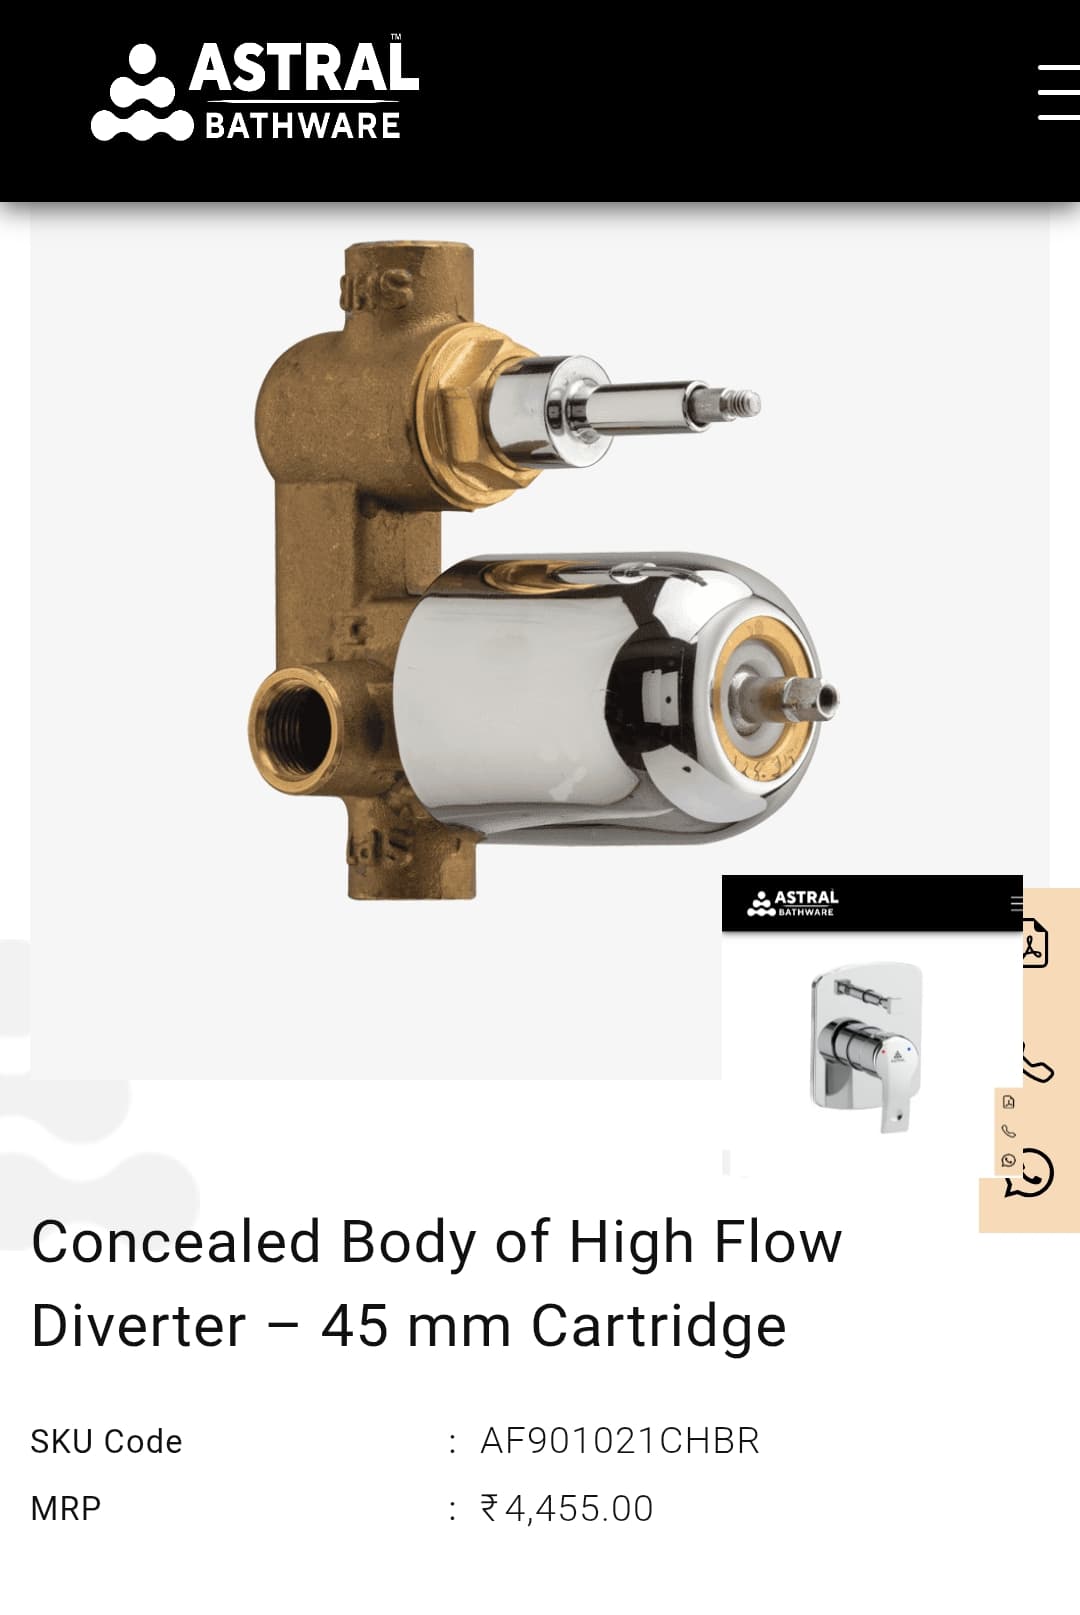 ASTRAL™
BATHWARE
ASTRAL
BATHWARE
Concealed Body of High Flow
Diverter – 45 mm Cartridge
SKU Code : AF901021CHBR
MRP : ₹4,455.00